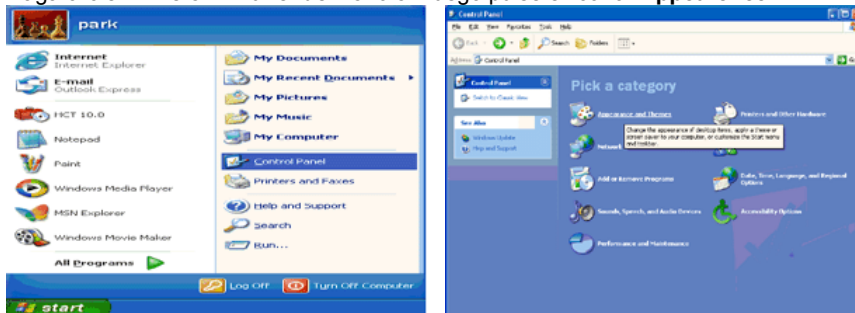 park
Internet
Internet Explorer
E-mail
Outlook Express
HCT 10.0
Notepad
Paint
Windows Media Player
MSN Explorer
Windows Movie Maker
All Programs
My Documents
My Recent Documents
My Pictures
My Music
My Computer
Control Panel
Printers and Faxes
Help and Support
Search
Run...
Log Off
Turn Off Computer
start
Control Panel
File Edit View Favorites Tools Help
Back
Search
Folders
Address
Control Panel
Control Panel
Switch to Classic View
See Also
Windows Update
Help and Support
Pick a category
Appearance and Themes
Printers and Other Hardware
Change the appearance of desktop items, apply a theme or
screen saver to your computer, or customize the Start menu
and taskbar.
Network
Add or Remove Programs
Date, Time, Language, and Regional
Options
Sounds, Speech, and Audio Devices
Accessibility Options
Performance and Maintenance